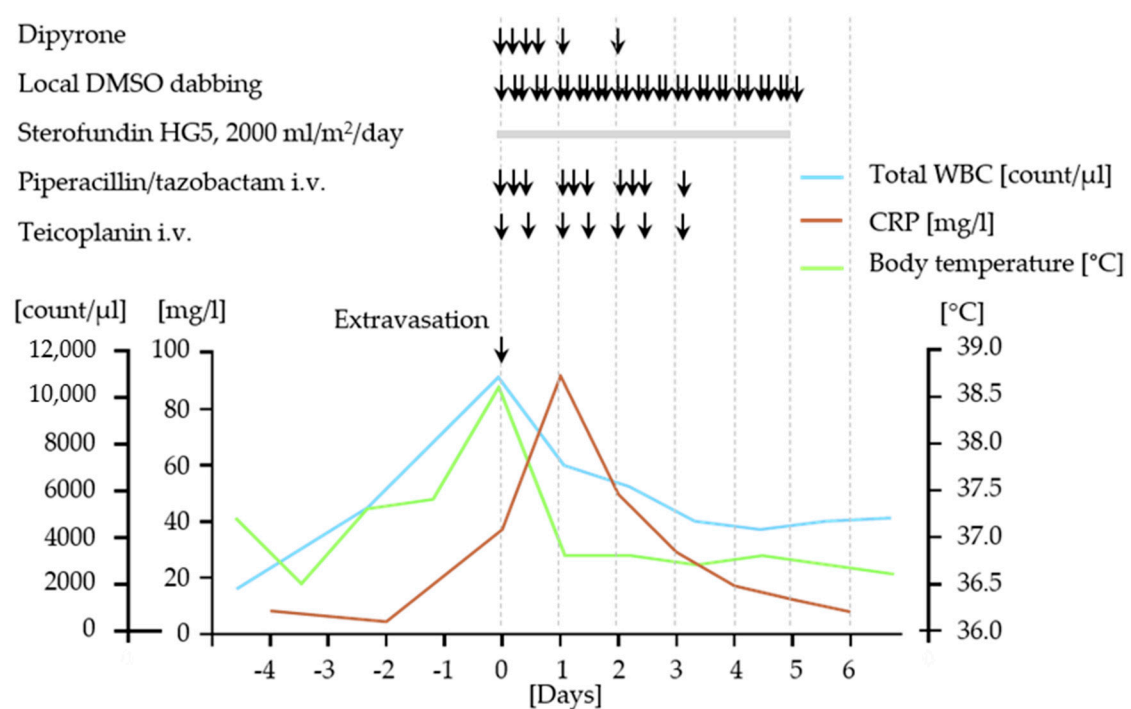 Dipyrone
Local DMSO dabbing
Sterofundin HG5, 2000 ml/m²/day
Piperacillin/tazobactam i.v.
Teicoplanin i.v.
Total WBC [count/µl]
CRP [mg/l]
Body temperature [°C]
[count/µl] [mg/l] Extravasation [°C]
12,000 100 39.0
10,000 80 38.5
8000 60 38.0
6000 40 37.5
4000 20 37.0
2000 0 36.5
0 36.0
-4 -3 -2 -1 0 1 2 3 4 5 6
[Days]